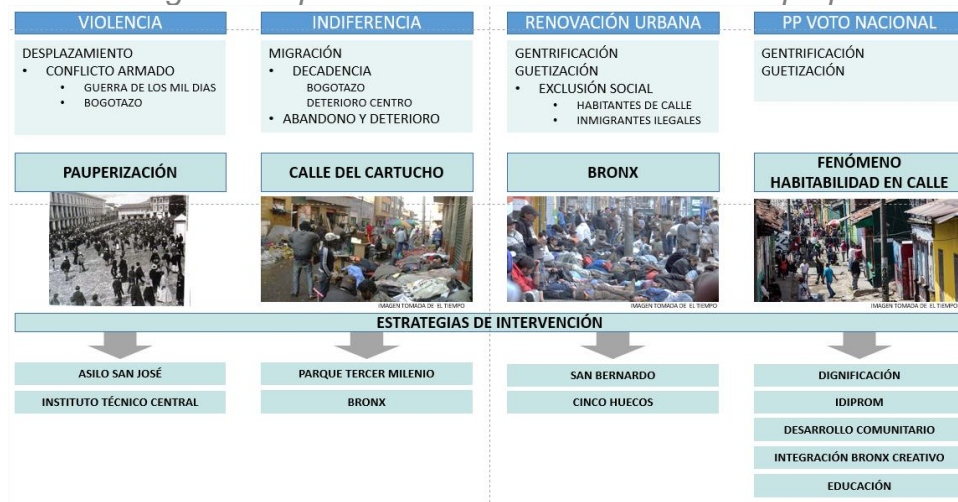 VIOLENCIA
DESPLAZAMIENTO
• CONFLICTO ARMADO
• GUERRA DE LOS MIL DIAS
• BOGOTAZO
PAUPERIZACIÓN
INDIFERENCIA
MIGRACIÓN
• DECADENCIA
BOGOTAZO
DETERIORO CENTRO
• ABANDONO Y DETERIORO
CALLE DEL CARTUCHO
IMAGEN TOMADA DE EL TIEMPO
RENOVACIÓN URBANA
GENTRIFICACIÓN
GUETIZACIÓN
• EXCLUSIÓN SOCIAL
• HABITANTES DE CALLE
• INMIGRANTES ILEGALES
BRONX
IMAGEN TOMADA DE EL TIEMPO
PP VOTO NACIONAL
GENTRIFICACIÓN
GUETIZACIÓN
FENÓMENO
HABITABILIDAD EN CALLE
IMAGEN TOMADA DE EL TIEMPO
ESTRATEGIAS DE INTERVENCIÓN
ASILO SAN JOSÉ
INSTITUTO TÉCNICO CENTRAL
PARQUE TERCER MILENIO
BRONX
SAN BERNARDO
CINCO HUECOS
DIGNIFICACIÓN
IDIPROM
DESARROLLO COMUNITARIO
INTEGRACIÓN BRONX CREATIVO
EDUCACIÓN